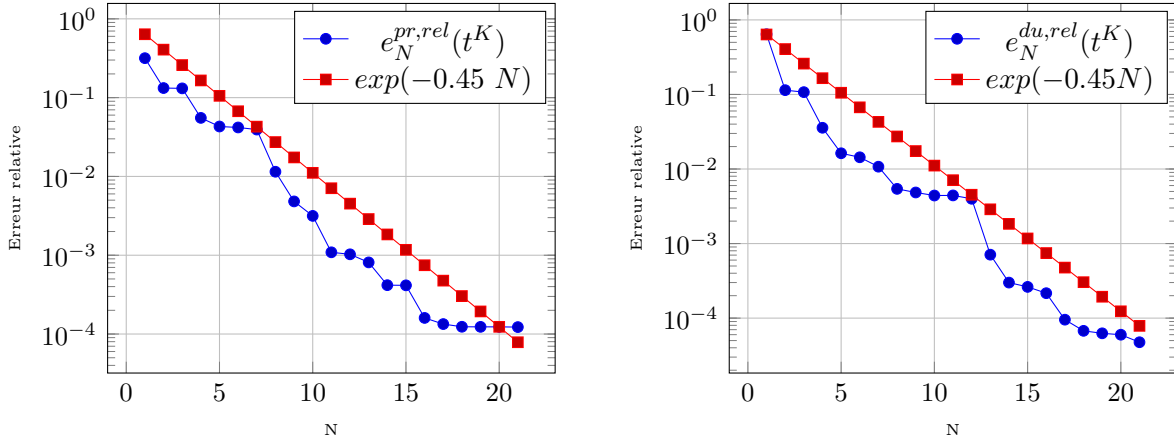 10^0
10^{-1}
10^{-2}
10^{-3}
10^{-4}
0
5
10
15
20
N
Erreur relative
e_N^{pr,rel}(t^K)
exp(−0.45 N)
10^0
10^{-1}
10^{-2}
10^{-3}
10^{-4}
0
5
10
15
20
N
Erreur relative
e_N^{du,rel}(t^K)
exp(−0.45N)